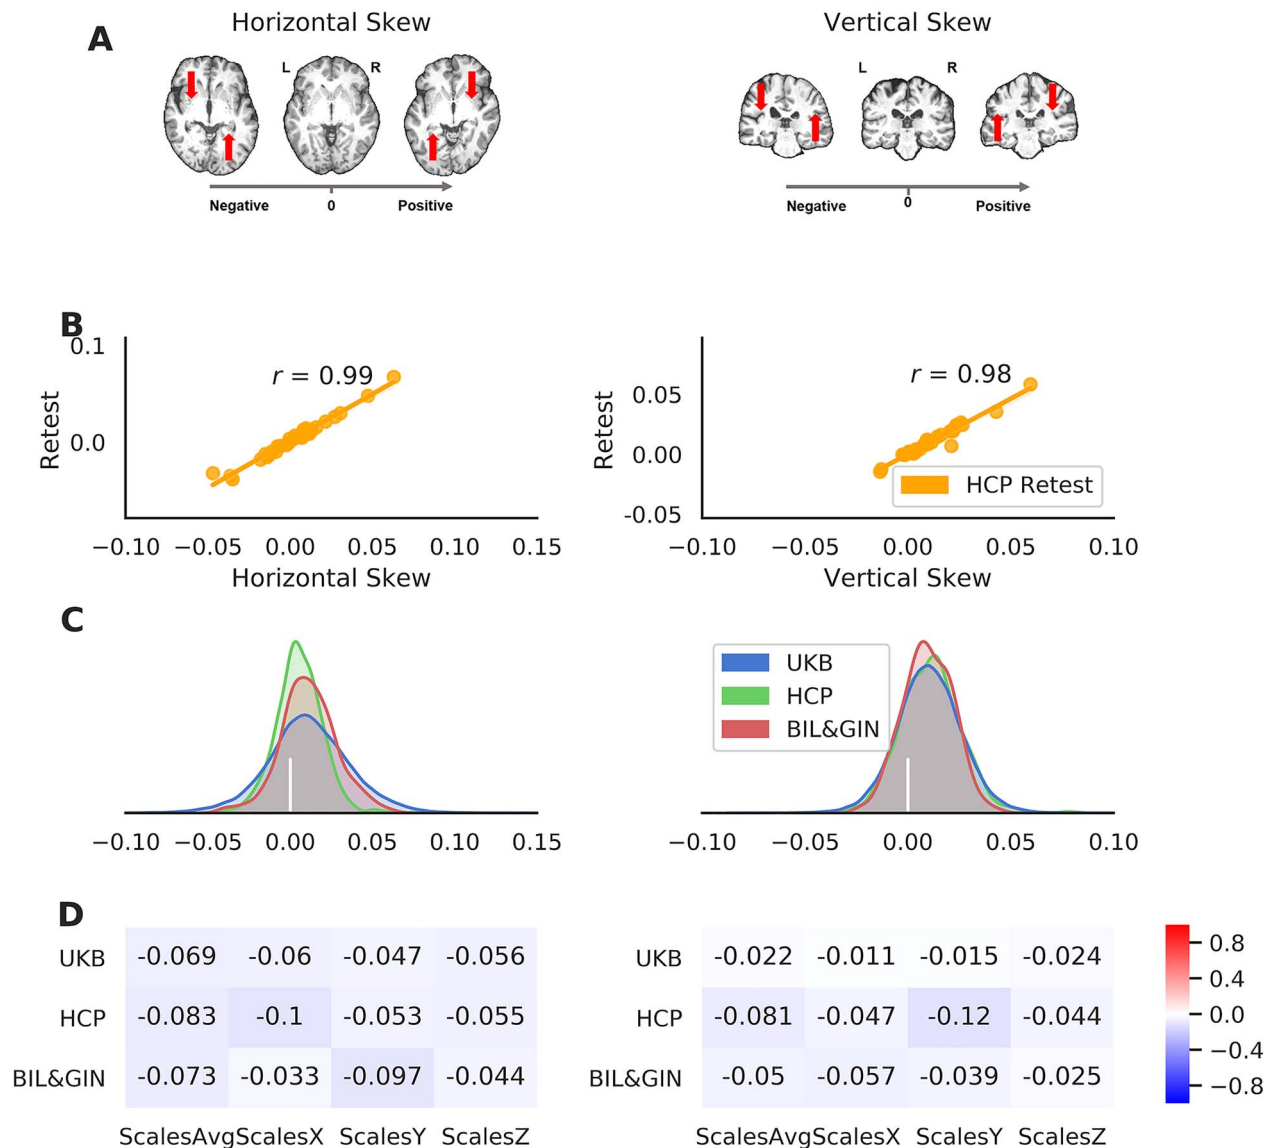 Horizontal Skew
Vertical Skew
A
L R
L R
Negative 0 Positive
Negative 0 Positive
B
0.1
0.0
Retest
r = 0.99
−0.10 −0.05 0.00 0.05 0.10 0.15
Horizontal Skew
0.05
0.00
-0.05
Retest
r = 0.98
HCP Retest
−0.10 −0.05 0.00 0.05 0.10
Vertical Skew
C
−0.10 −0.05 0.00 0.05 0.10 0.15
UKB
HCP
BIL&GIN
−0.10 −0.05 0.00 0.05 0.10
D
UKB -0.069 -0.06 -0.047 -0.056
HCP -0.083 -0.1 -0.053 -0.055
BIL&GIN -0.073 -0.033 -0.097 -0.044
ScalesAvg ScalesX ScalesY ScalesZ
UKB -0.022 -0.011 -0.015 -0.024
HCP -0.081 -0.047 -0.12 -0.044
BIL&GIN -0.05 -0.057 -0.039 -0.025
ScalesAvg ScalesX ScalesY ScalesZ
0.8
0.4
0.0
−0.4
−0.8